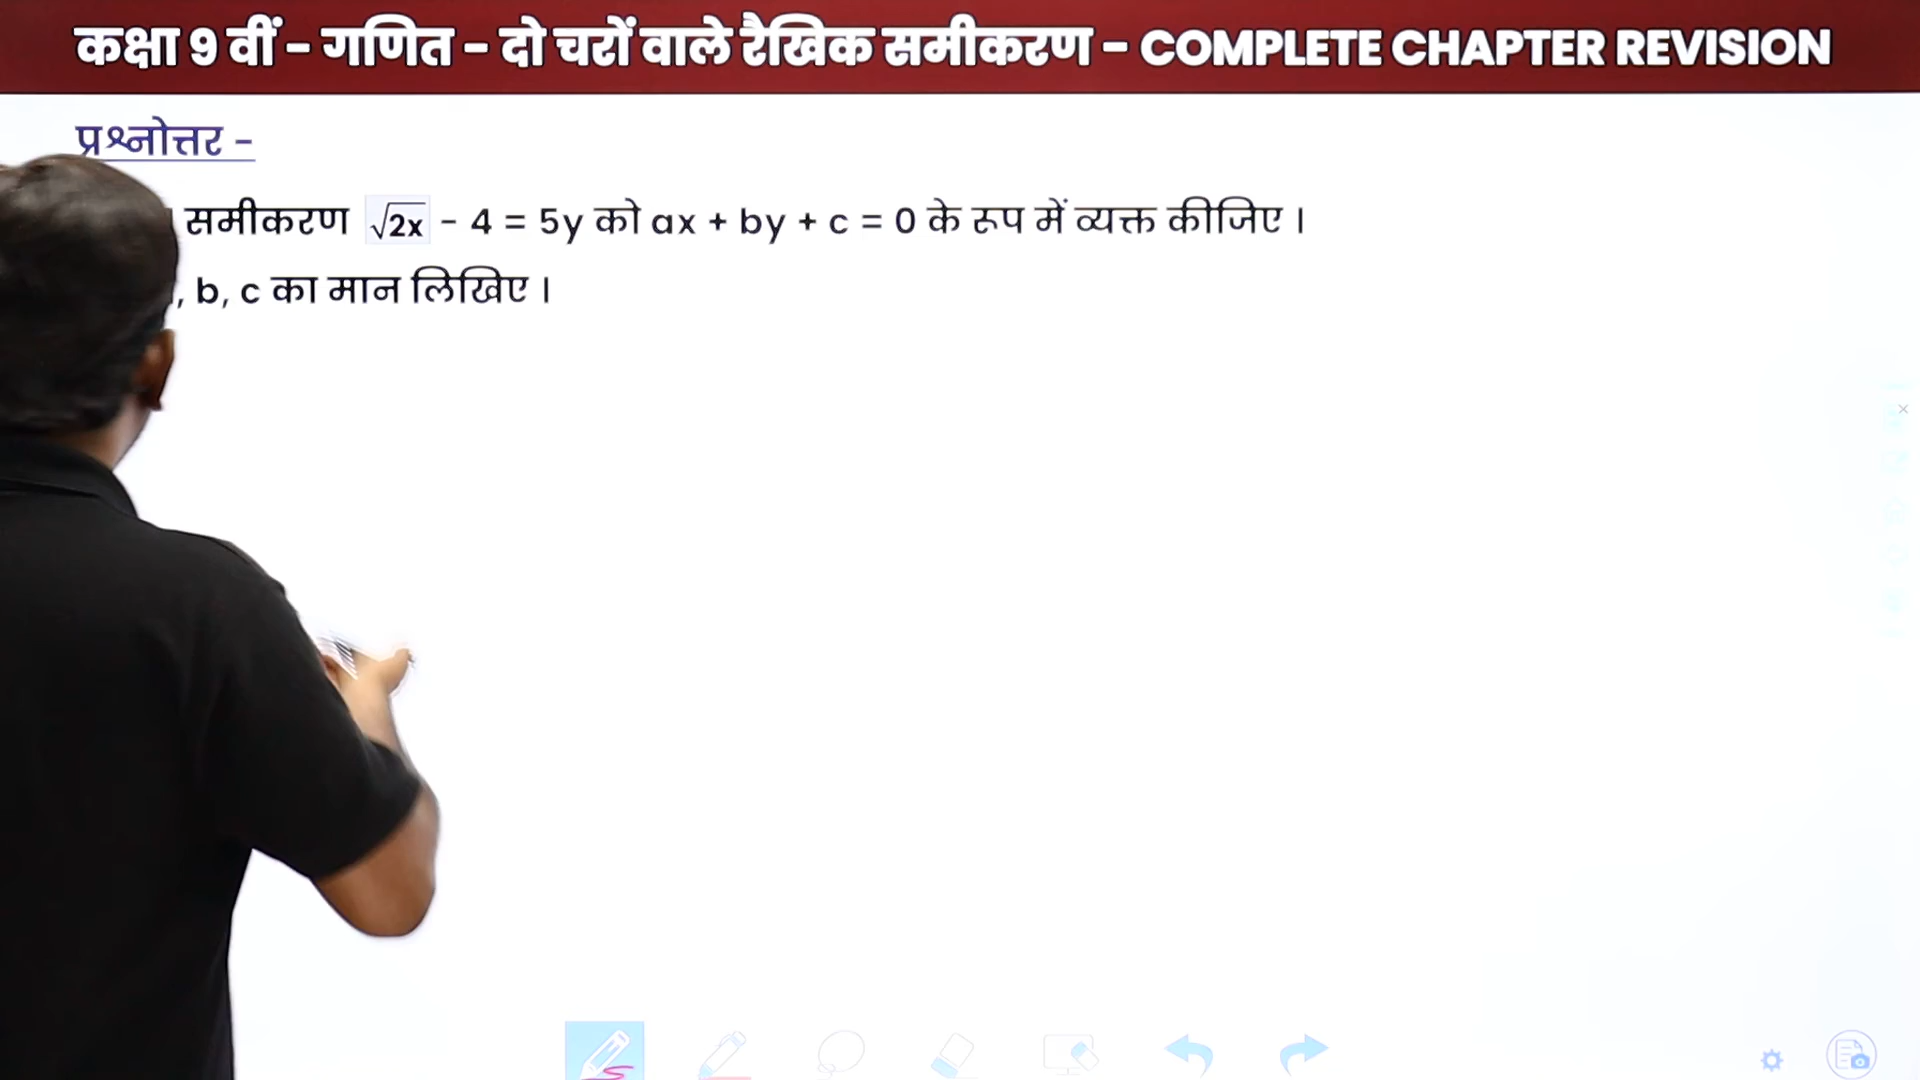 कक्षा 9 वीं - गणित - दो चरों वाले रैखिक समीकरण - COMPLETE CHAPTER REVISION
प्रश्नोत्तर -
समीकरण √2x - 4 = 5y को ax + by + c = 0 के रूप में व्यक्त कीजिए ।
, b, c का मान लिखिए ।